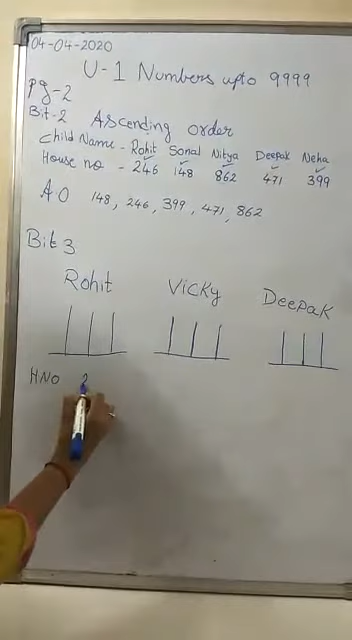 04-04-2020
U-1 Numbers upto 9999
Pg-2
Bit-2 Ascending order
Child Name - Rohit Sonal Nitya Deepak Neha
House no - 246 148 862 471 399
A.O 148, 246, 399, 471, 862
Bit 3
Rohit Vicky Deepak
HNO 2